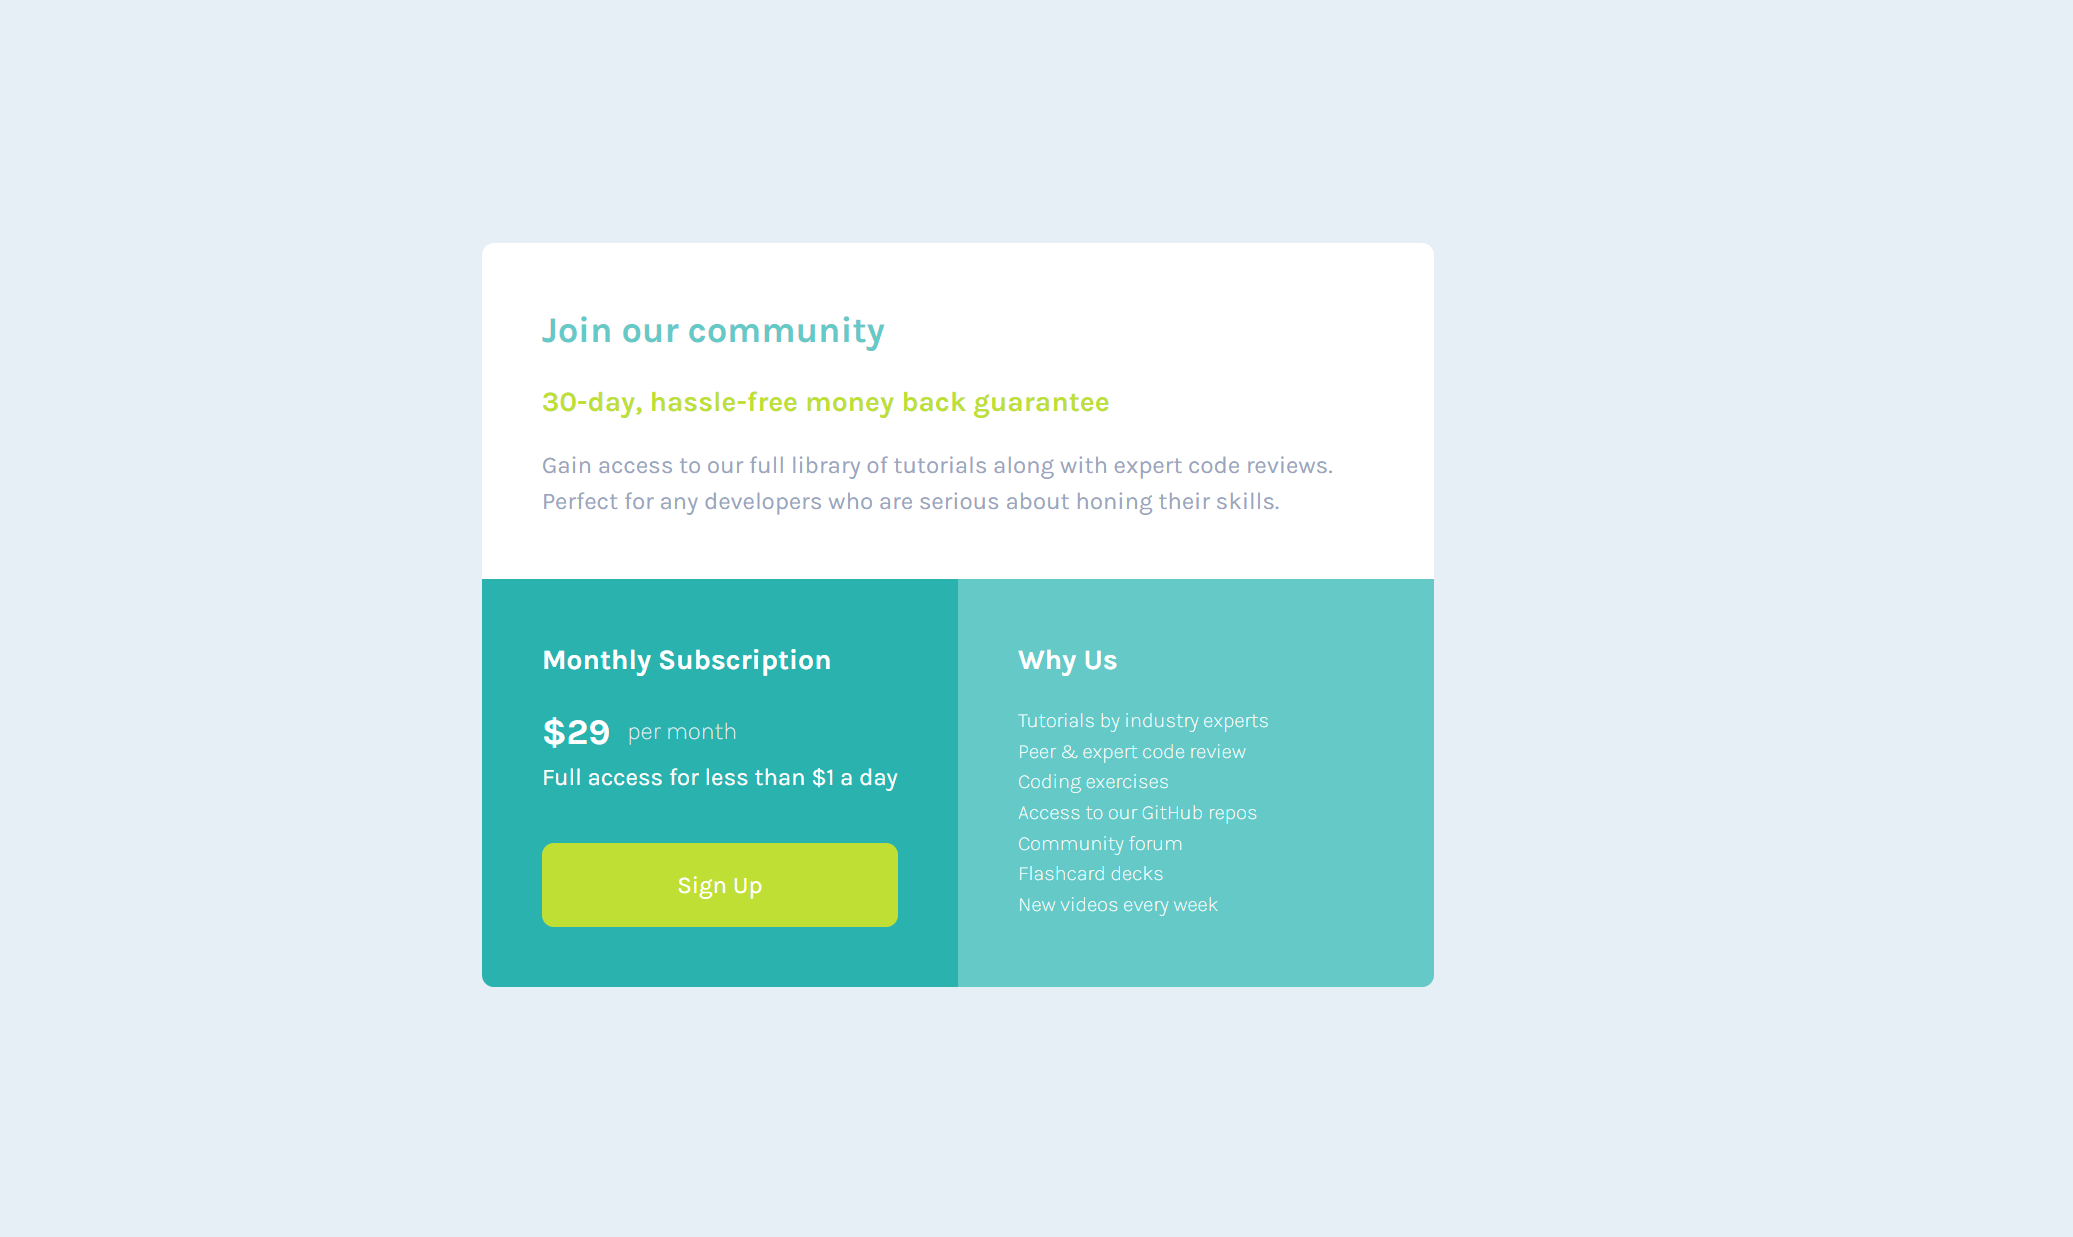 Join our community
30-day, hassle-free money back guarantee
Gain access to our full library of tutorials along with expert code reviews.
Perfect for any developers who are serious about honing their skills.
Monthly Subscription
$29 per month
Full access for less than $1 a day
Sign Up
Why Us
Tutorials by industry experts
Peer & expert code review
Coding exercises
Access to our GitHub repos
Community forum
Flashcard decks
New videos every week